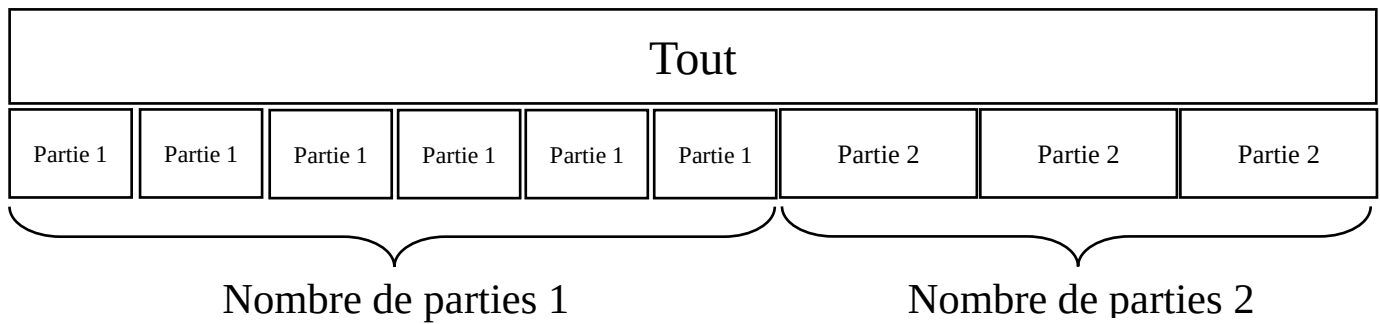 Tout
Partie 1 Partie 1 Partie 1 Partie 1 Partie 1 Partie 1 Partie 2 Partie 2 Partie 2
Nombre de parties 1 Nombre de parties 2